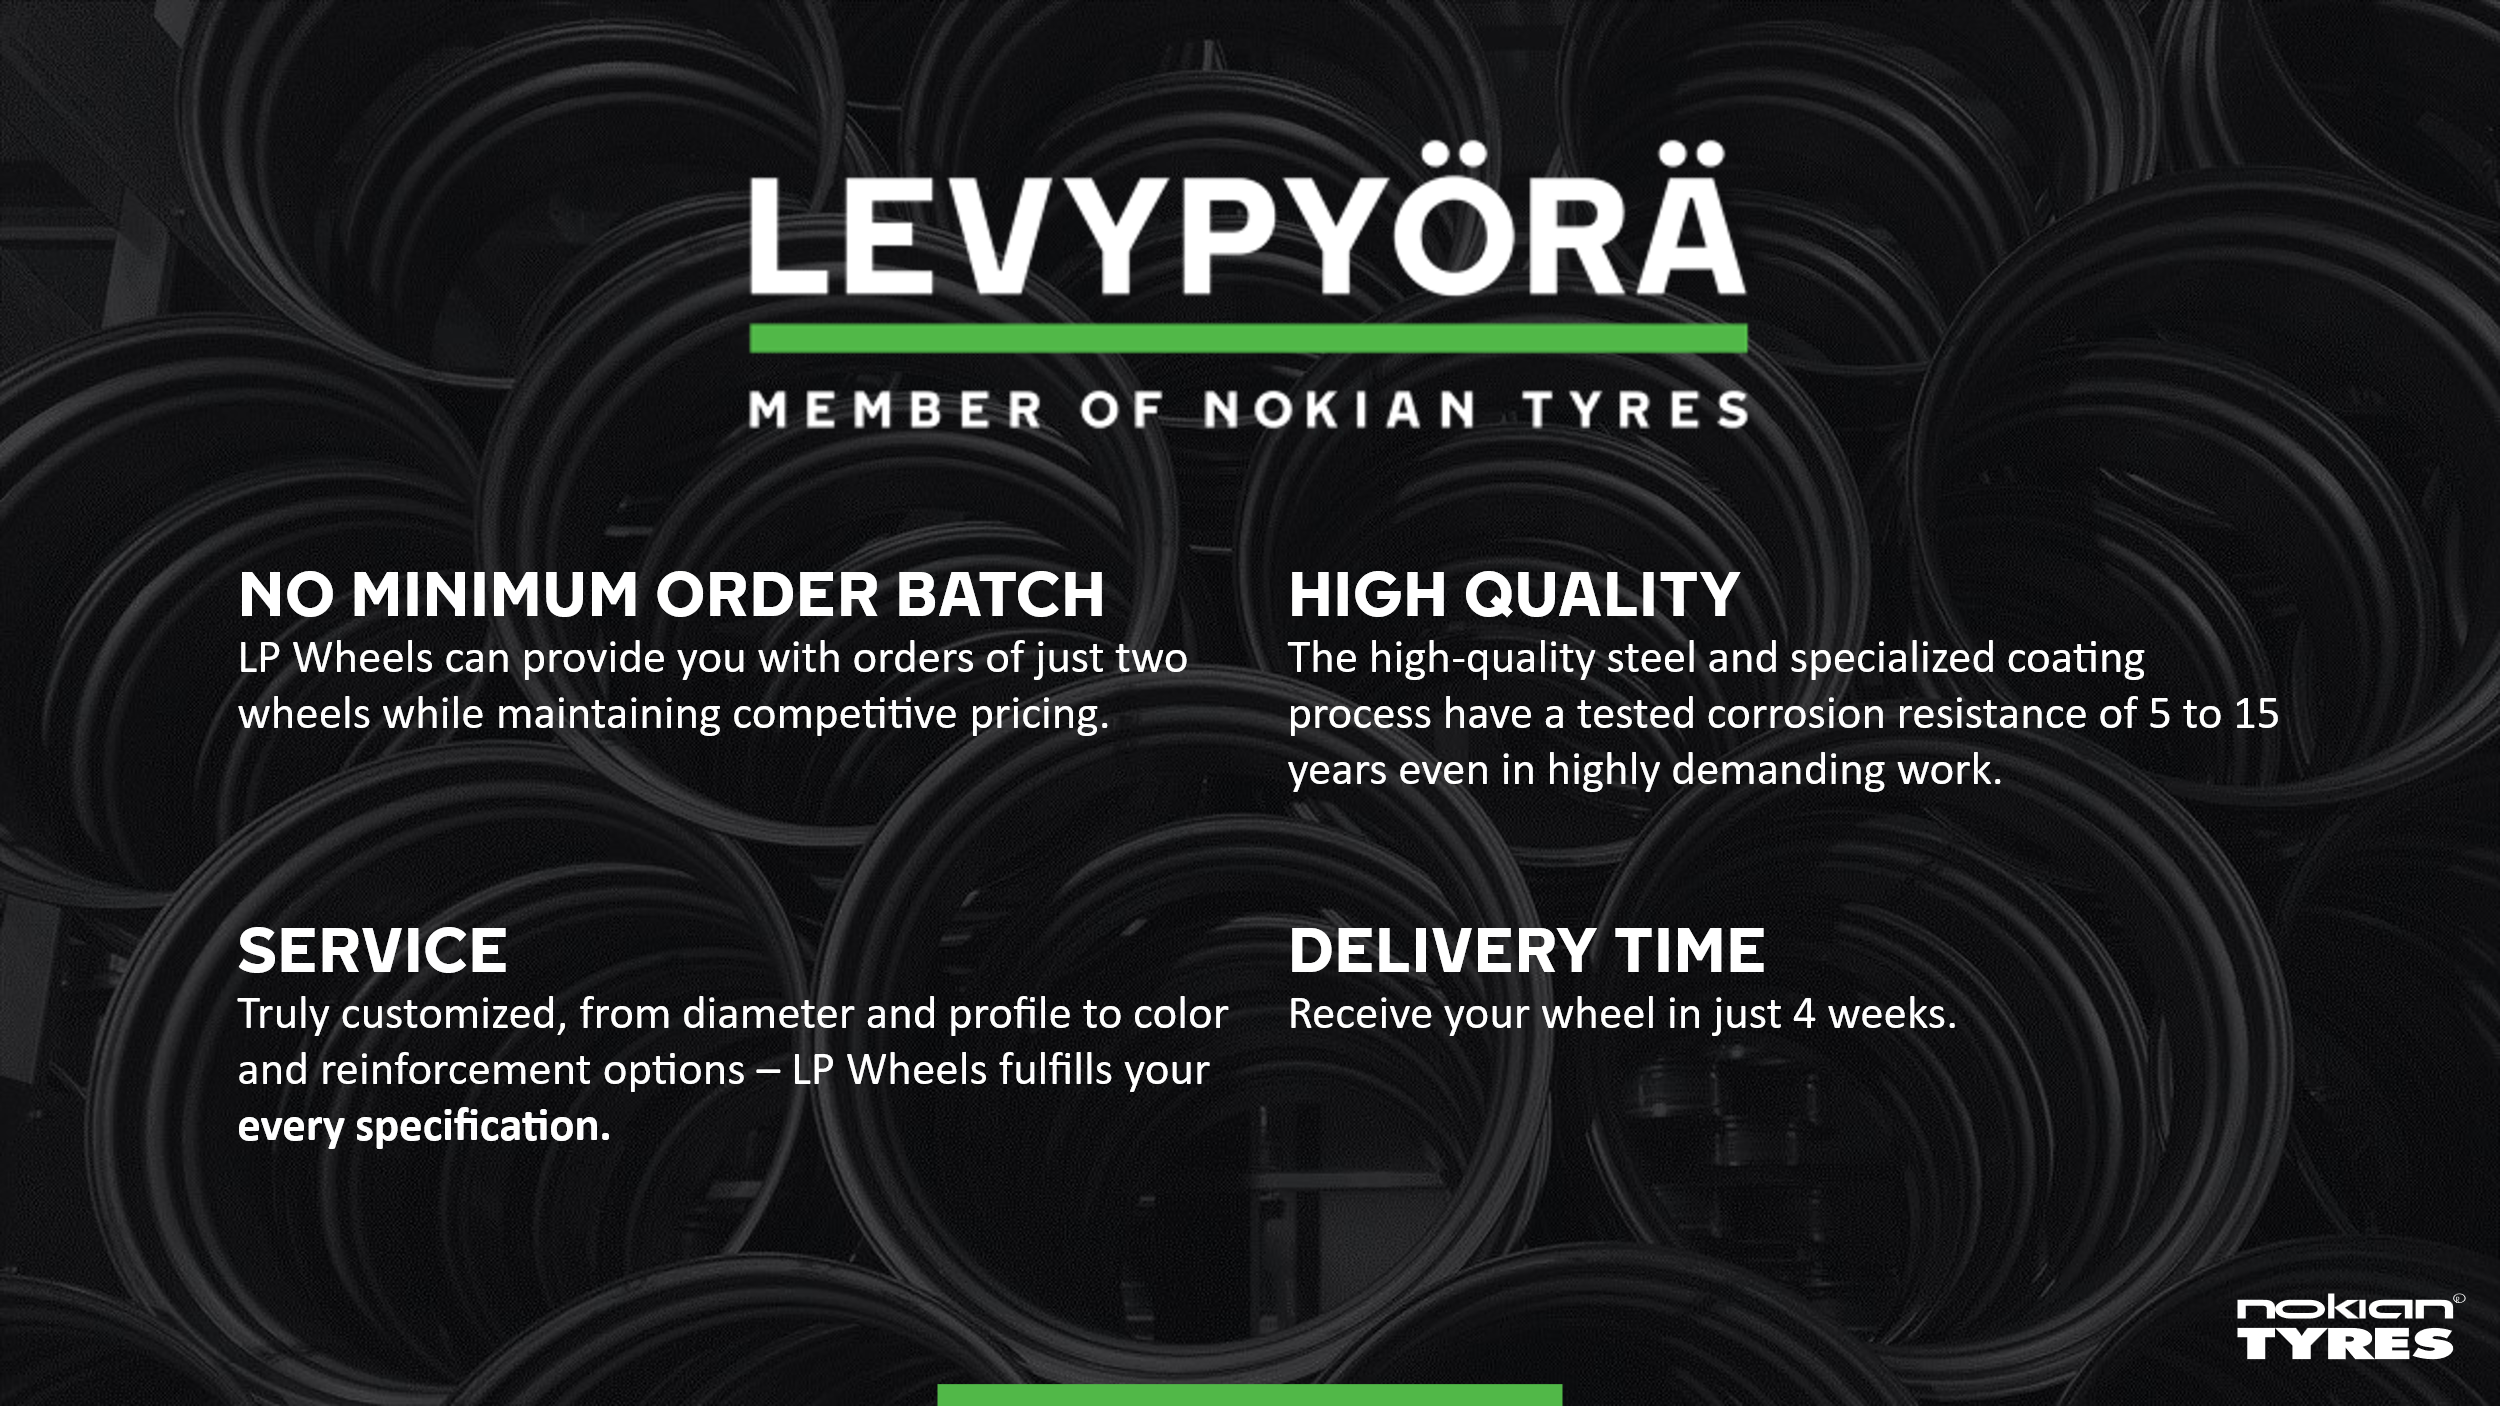 LEVYPYÖRÄ
MEMBER OF NOKIAN TYRES
NO MINIMUM ORDER BATCH
LP Wheels can provide you with orders of just two
wheels while maintaining competitive pricing.
HIGH QUALITY
The high-quality steel and specialized coating
process have a tested corrosion resistance of 5 to 15
years even in highly demanding work.
SERVICE
Truly customized, from diameter and profile to color
and reinforcement options – LP Wheels fulfills your
every specification.
DELIVERY TIME
Receive your wheel in just 4 weeks.
nokian®
TYRES